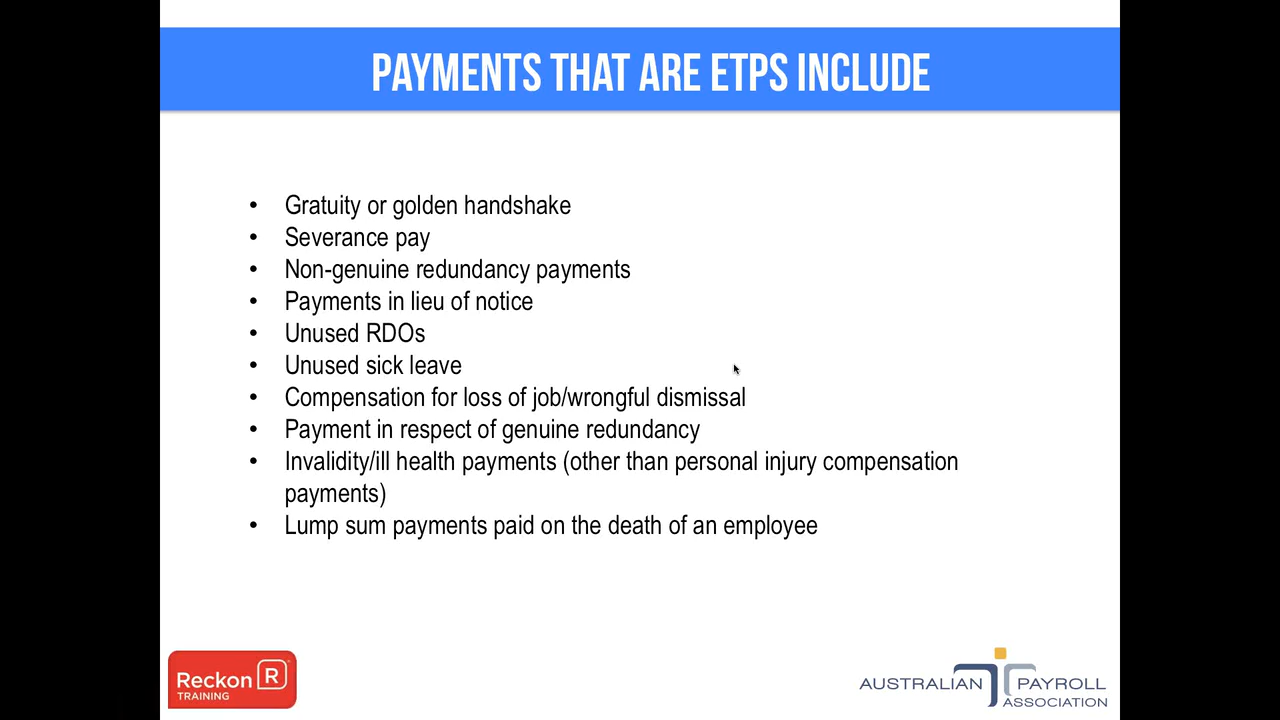 PAYMENTS THAT ARE ETPS INCLUDE
• Gratuity or golden handshake
• Severance pay
• Non-genuine redundancy payments
• Payments in lieu of notice
• Unused RDOs
• Unused sick leave
• Compensation for loss of job/wrongful dismissal
• Payment in respect of genuine redundancy
• Invalidity/ill health payments (other than personal injury compensation
payments)
• Lump sum payments paid on the death of an employee
Reckon R
TRAINING
AUSTRALIAN PAYROLL
ASSOCIATION